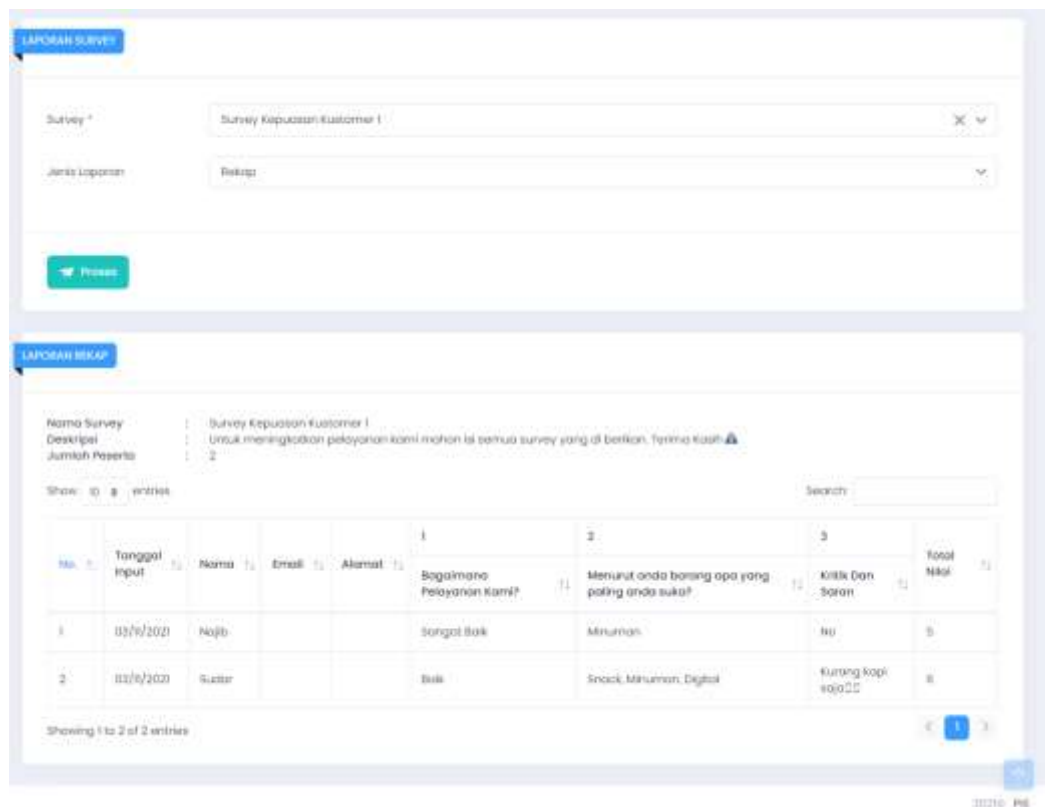 LAPORAN SURVEY
Survey * Survey Kepuasan Kustomer 1
Jenis Laporan Rekap
Proses
LAPORAN REKAP
Nama Survey : Survey Kepuasan Kustomer 1
Deskripsi : Untuk meningkatkan pelayanan kami mohon isi semua survey yang di berikan. Terima Kasih
Jumlah Peserta : 2
Show 10 entries Search:
1 2 3
No. Tanggal Input Nama Email Alamat Bagaimana Pelayanan Kami? Menurut anda barang apa yang paling anda suka? Kritik Dan Saran Total Nilai
1 03/11/2021 Najib Sangat Baik Minuman No 5
2 03/11/2021 Sudar Baik Snack, Minuman, Digital Kurang kopi saja
Showing 1 to 2 of 2 entries 1